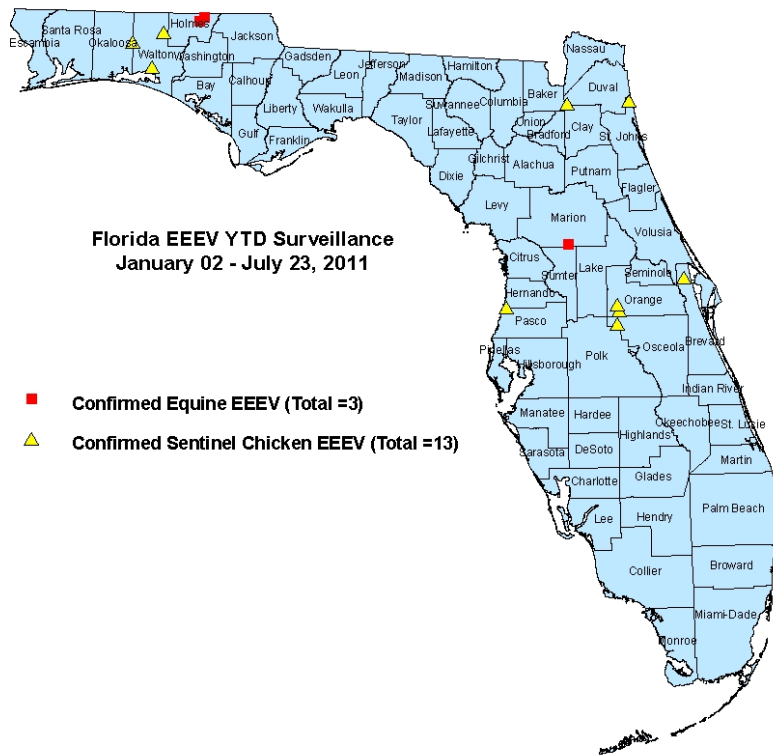 Holmes
Santa Rosa
Jackson
Escambia
Okaloosa
Walton
Washington
Gadsden
Hamilton
Nassau
Leon
Jefferson
Madison
Bay
Calhoun
Baker
Duval
Liberty
Wakulla
Suwannee
Columbia
Union
Bradford
Clay
St. Johns
Gulf
Franklin
Taylor
Lafayette
Gilchrist
Alachua
Putnam
Dixie
Flagler
Levy
Marion
Volusia
Florida EEEV YTD Surveillance
January 02 - July 23, 2011
Citrus
Sumter
Lake
Seminole
Hernando
Orange
Pasco
Brevard
Pinellas
Hillsborough
Polk
Osceola
Indian River
Confirmed Equine EEEV (Total =3)
Manatee
Hardee
Okeechobee
St. Lucie
Highlands
Confirmed Sentinel Chicken EEEV (Total =13)
Sarasota
DeSoto
Martin
Charlotte
Glades
Palm Beach
Lee
Hendry
Collier
Broward
Miami-Dade
Monroe